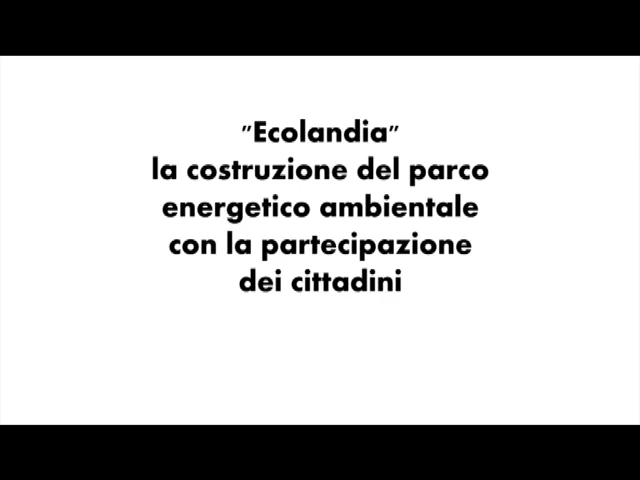 "Ecolandia"
la costruzione del parco
energetico ambientale
con la partecipazione
dei cittadini